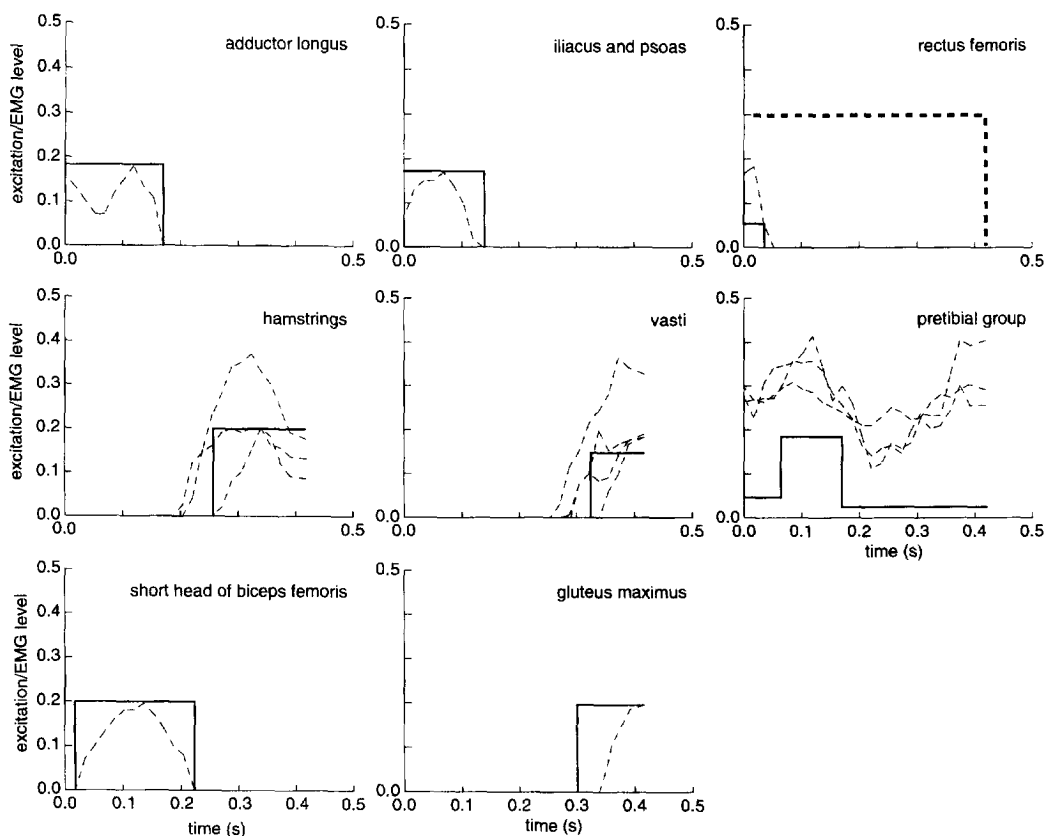 0.5
adductor longus
0.4
0.3
0.2
0.1
0.0
0.0
0.5
excitation/EMG level
0.5
iliacus and psoas
0.0
0.0
0.5
0.5
rectus femoris
0.0
0.0
0.5
0.5
hamstrings
0.4
0.3
0.2
0.1
0.0
0.0
0.5
excitation/EMG level
0.5
vasti
0.0
0.0
0.5
0.5
pretibial group
0.0
0.0 0.1 0.2 0.3 0.4 0.5
time (s)
0.5
short head of biceps femoris
0.4
0.3
0.2
0.1
0.0
0.0 0.1 0.2 0.3 0.4 0.5
time (s)
excitation/EMG level
0.5
gluteus maximus
0.0
0.0 0.1 0.2 0.3 0.4 0.5
time (s)